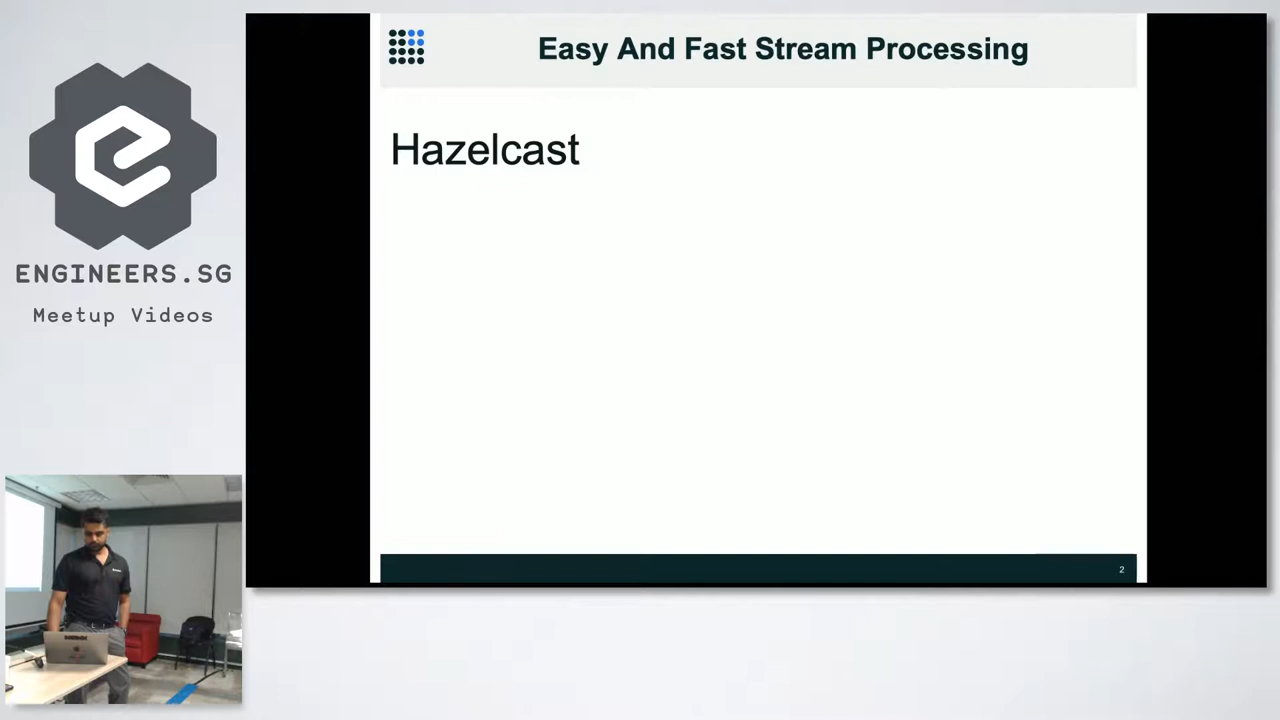 Easy And Fast Stream Processing
Hazelcast
2
ENGINEERS.SG
Meetup Videos